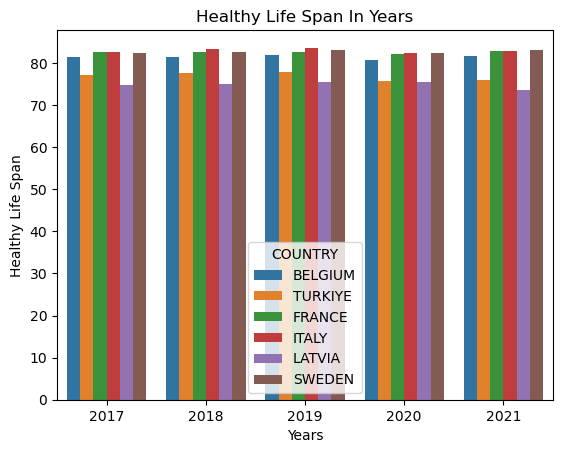 Healthy Life Span In Years
Healthy Life Span
80
70
60
50
40
30
20
10
0
COUNTRY
BELGIUM
TURKIYE
FRANCE
ITALY
LATVIA
SWEDEN
2017 2018 2019 2020 2021
Years